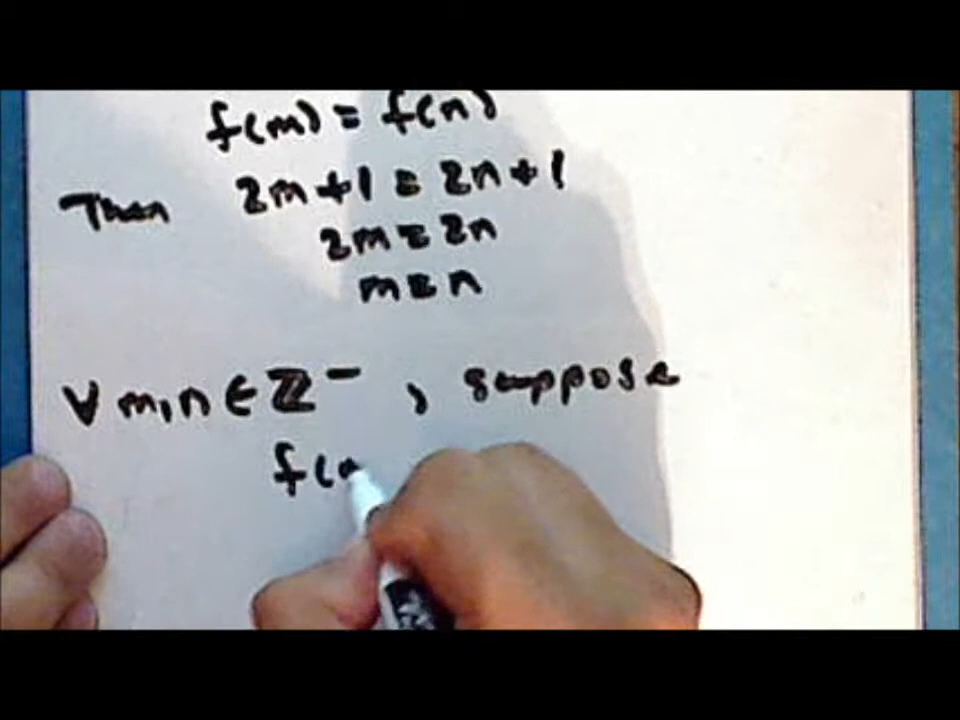 f(m) = f(n)
Then 2m + 1 = 2n + 1
2m = 2n
m = n
∀ m, n ∈ ℤ⁻ , suppose
f(